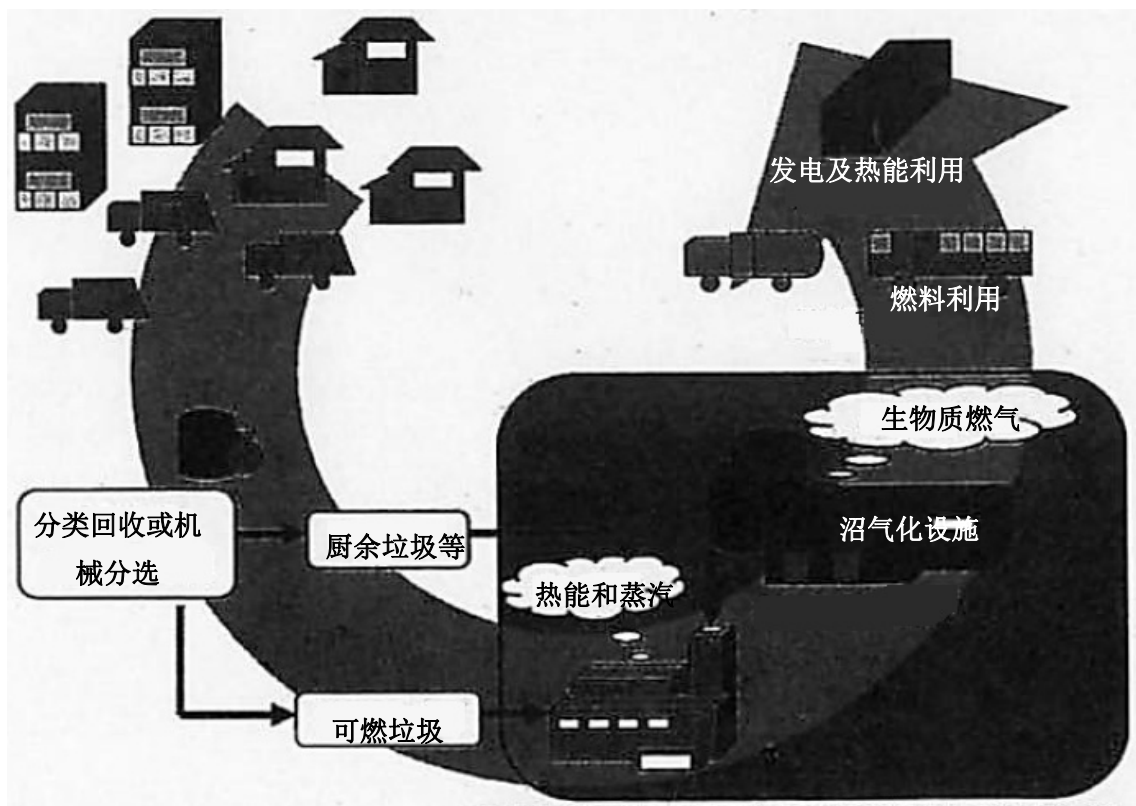 发电及热能利用
燃料利用
生物质燃气
分类回收或机
械分选
厨余垃圾等
沼气化设施
热能和蒸汽
可燃垃圾